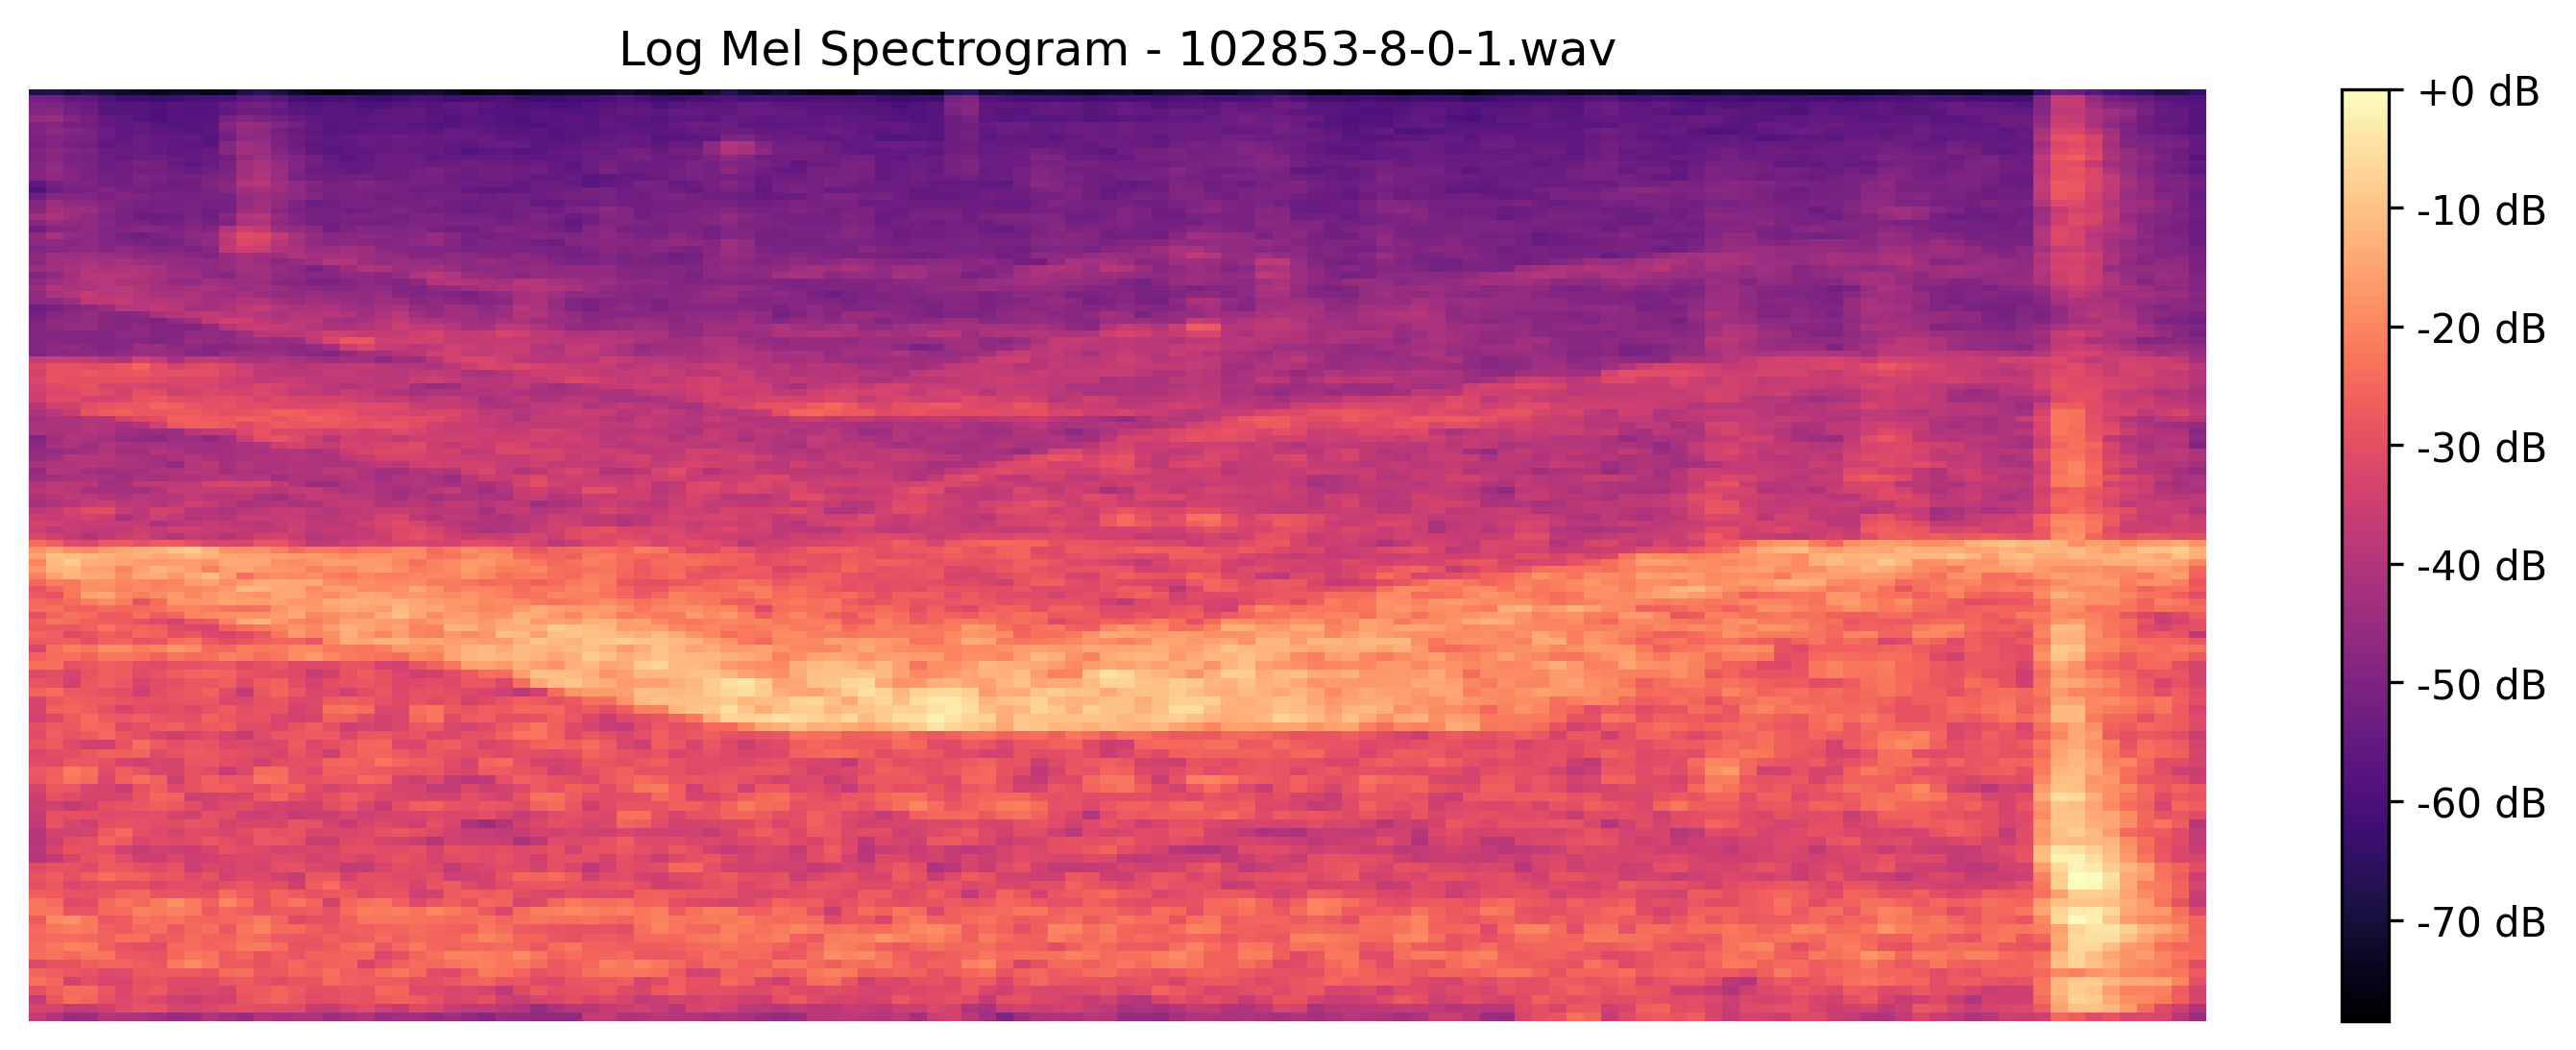 Log Mel Spectrogram - 102853-8-0-1.wav
+0 dB
-10 dB
-20 dB
-30 dB
-40 dB
-50 dB
-60 dB
-70 dB